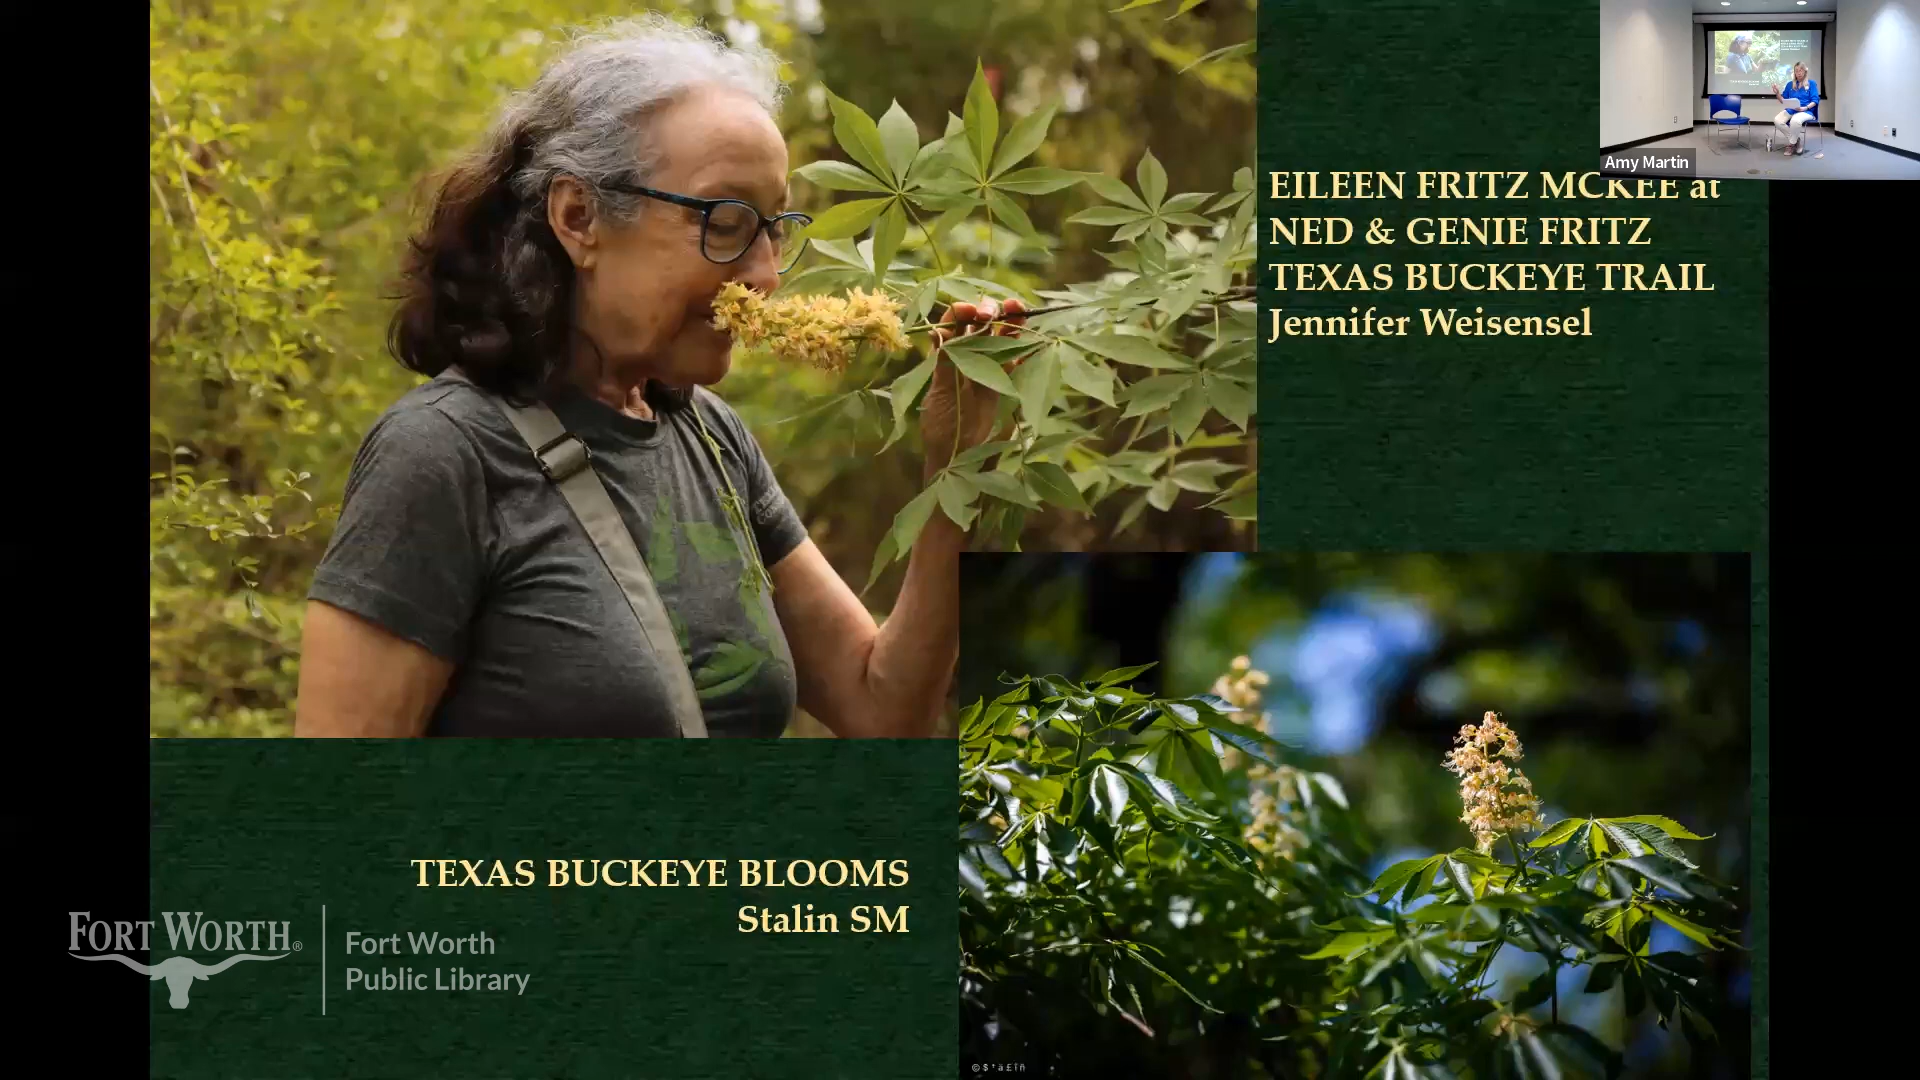 Amy Martin
EILEEN FRITZ MCKEE at
NED & GENIE FRITZ
TEXAS BUCKEYE TRAIL
Jennifer Weisensel
TEXAS BUCKEYE BLOOMS
Stalin SM
FORT WORTH®
Fort Worth
Public Library